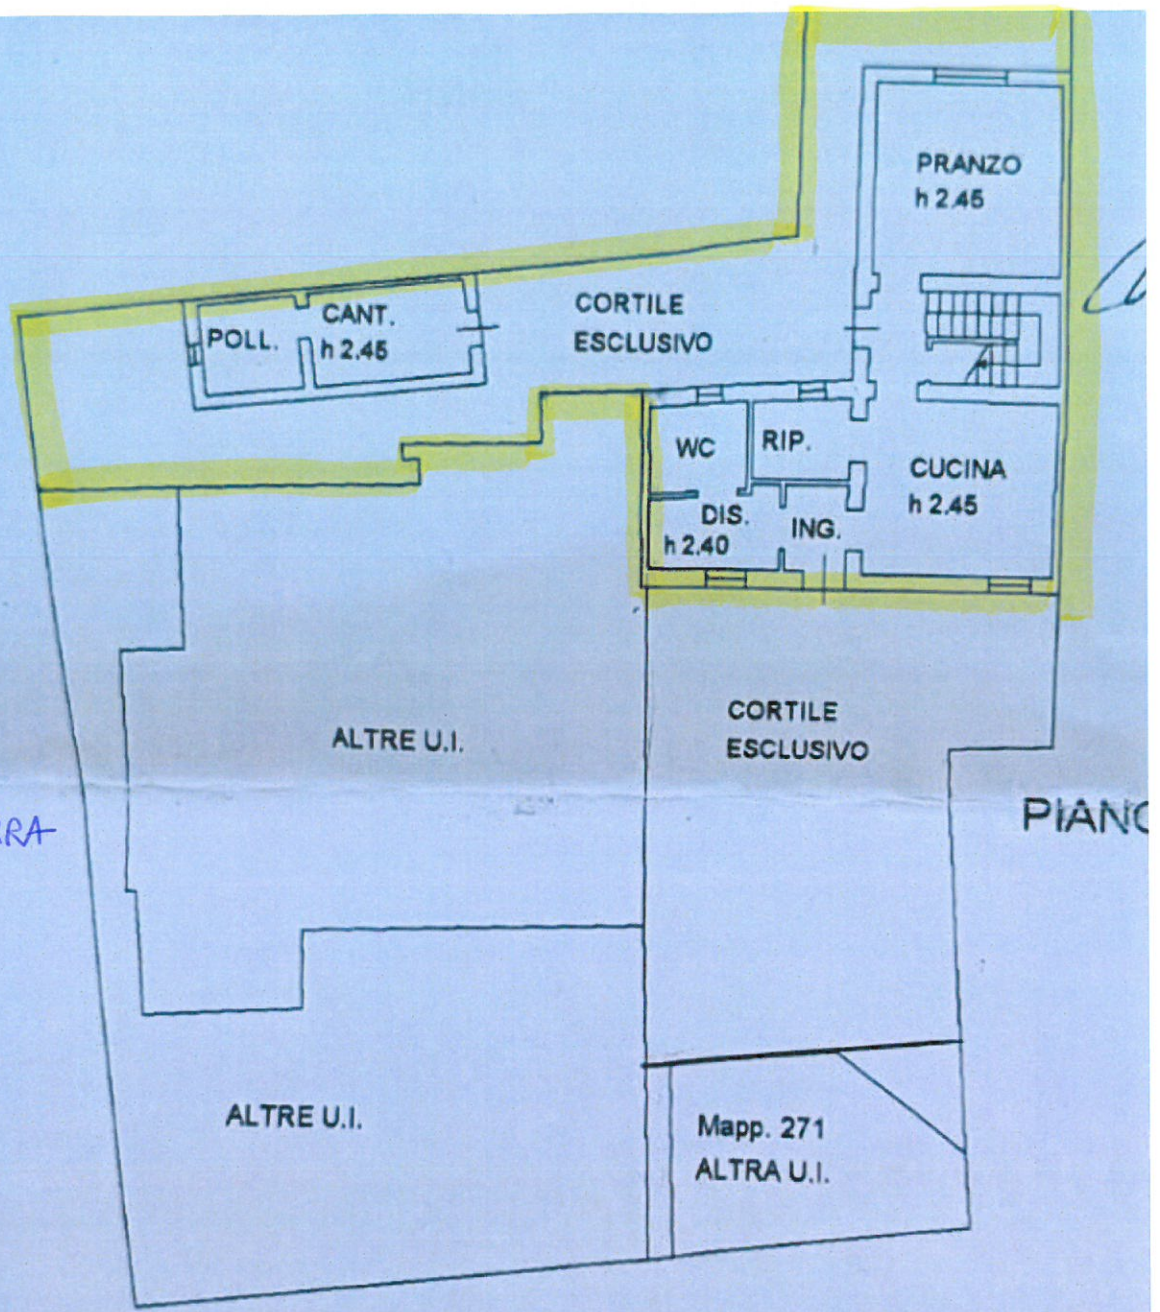 PRANZO
h 2.45
CORTILE
ESCLUSIVO
CANT.
h 2.45
POLL.
WC
RIP.
CUCINA
h 2.45
DIS.
h 2.40
ING.
CORTILE
ESCLUSIVO
ALTRE U.I.
PIANO
ALTRE U.I.
Mapp. 271
ALTRA U.I.